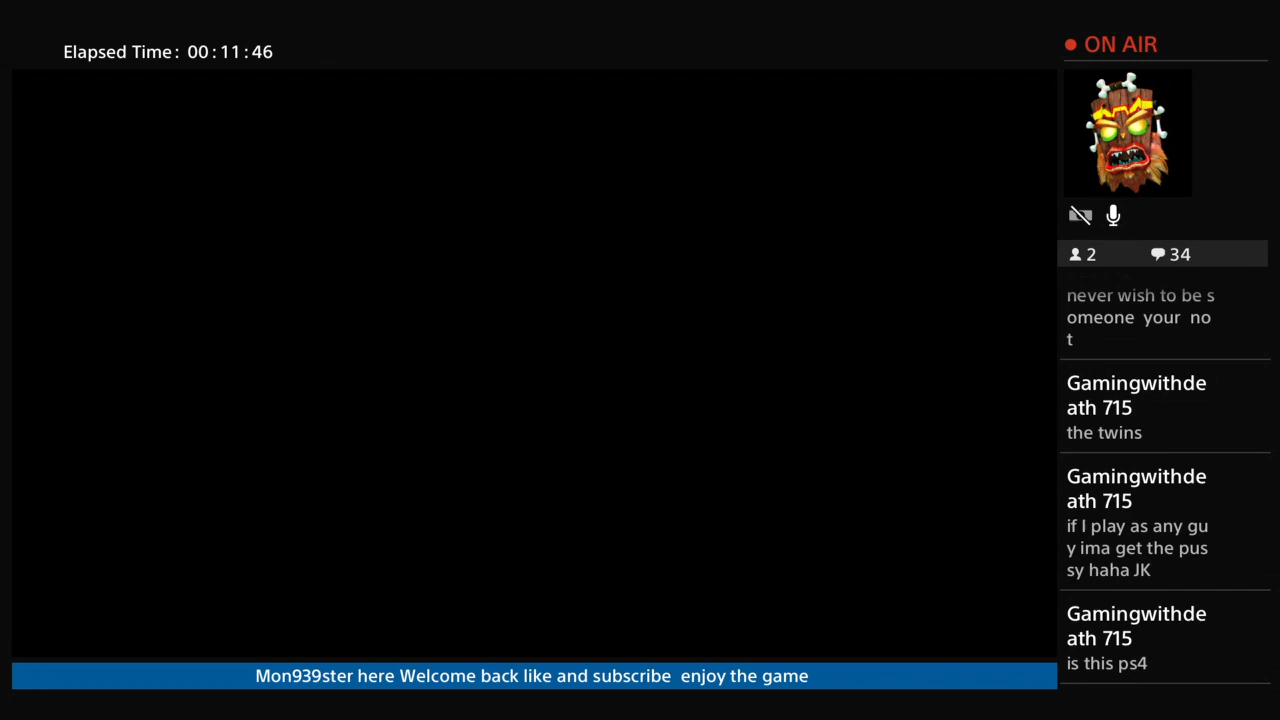 Elapsed Time: 00:11:46
ON AIR
2
34
never wish to be s
omeone your no
t
Gamingwithde
ath 715
the twins
Gamingwithde
ath 715
if I play as any gu
y ima get the pus
sy haha JK
Gamingwithde
ath 715
is this ps4
Mon939ster here Welcome back like and subscribe enjoy the game